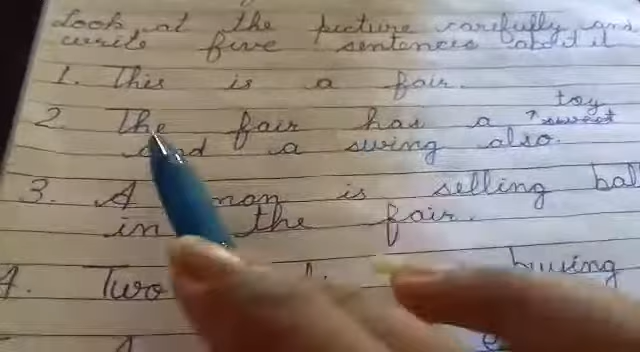 Look at the picture carefully and
write five sentences about it
1. This is a fair.
toy
2. The fair has a sweet
and a swing also.
3. A man is selling ball
in the fair.
4. Two buying